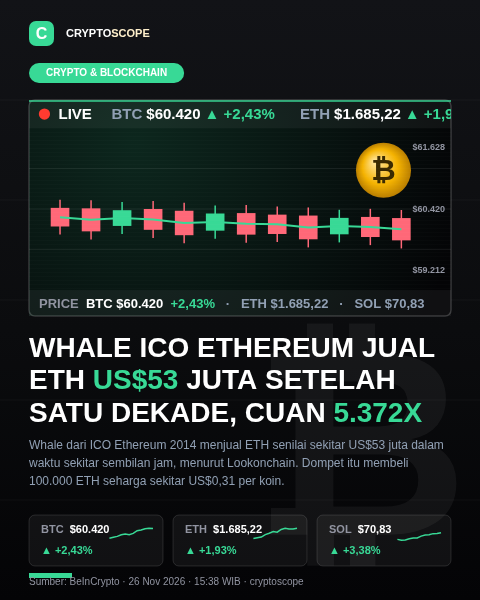 C CRYPTOSCOPE
CRYPTO & BLOCKCHAIN
LIVE BTC $60.420 ▲ +2,43% ETH $1.685,22 ▲ +1,9
$61.628
$60.420
$59.212
PRICE BTC $60.420 +2,43% · ETH $1.685,22 · SOL $70,83
WHALE ICO ETHEREUM JUAL
ETH US$53 JUTA SETELAH
SATU DEKADE, CUAN 5.372X
Whale dari ICO Ethereum 2014 menjual ETH senilai sekitar US$53 juta dalam
waktu sekitar sembilan jam, menurut Lookonchain. Dompet itu membeli
100.000 ETH seharga sekitar US$0,31 per koin.
BTC $60.420
▲ +2,43%
ETH $1.685,22
▲ +1,93%
SOL $70,83
▲ +3,38%
Sumber: BeInCrypto · 26 Nov 2026 · 15:38 WIB · cryptoscope